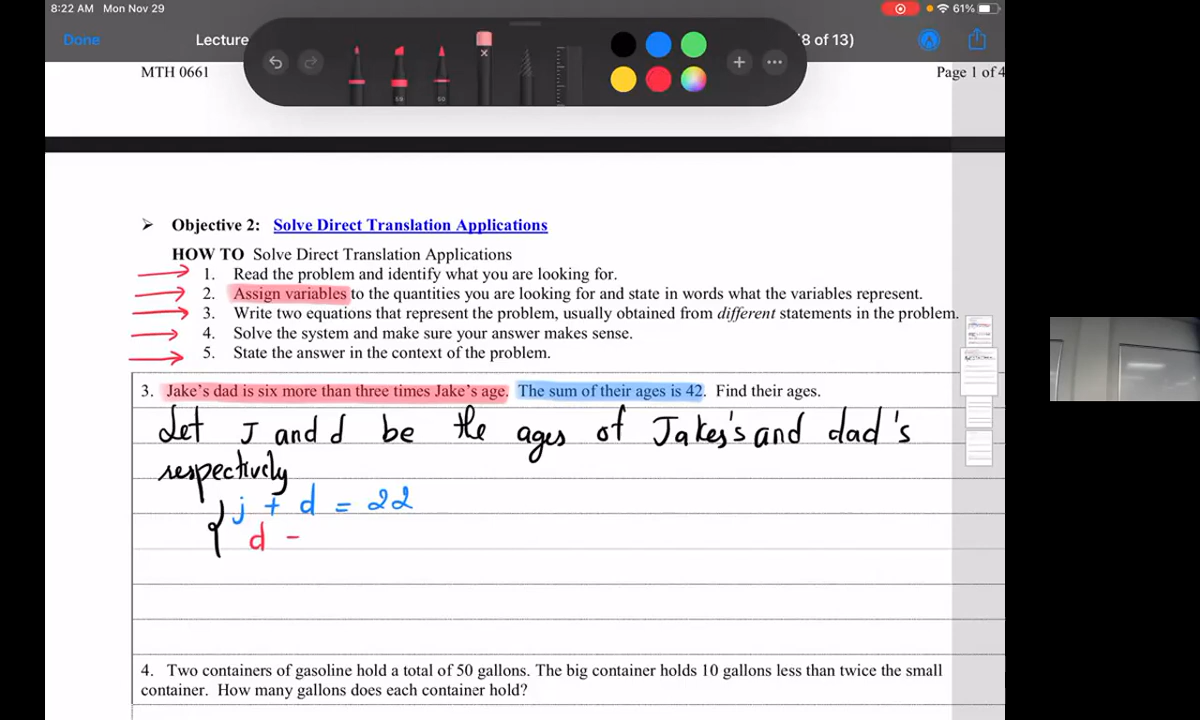 8:22 AM Mon Nov 29
61%
Done
Lecture
8 of 13)
MTH 0661
Page 1 of 4
➢ Objective 2: Solve Direct Translation Applications
HOW TO Solve Direct Translation Applications
1. Read the problem and identify what you are looking for.
2. Assign variables to the quantities you are looking for and state in words what the variables represent.
3. Write two equations that represent the problem, usually obtained from different statements in the problem.
4. Solve the system and make sure your answer makes sense.
5. State the answer in the context of the problem.
3. Jake's dad is six more than three times Jake's age. The sum of their ages is 42. Find their ages.
Let J and d be the ages of Jakes's and dad's
respectively
j + d = 22
d -
4. Two containers of gasoline hold a total of 50 gallons. The big container holds 10 gallons less than twice the small
container. How many gallons does each container hold?